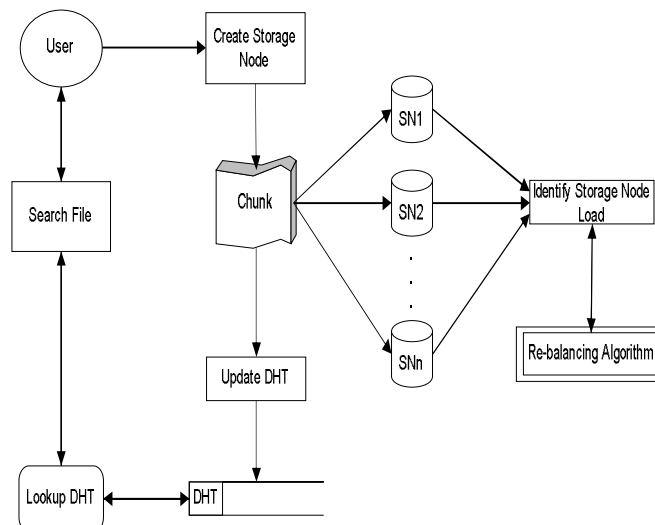 User
Create Storage
Node
SN1
Search File
Chunk
SN2
Identify Storage Node
Load
.
.
.
SNn
Re-balancing Algorithm
Update DHT
Lookup DHT
DHT